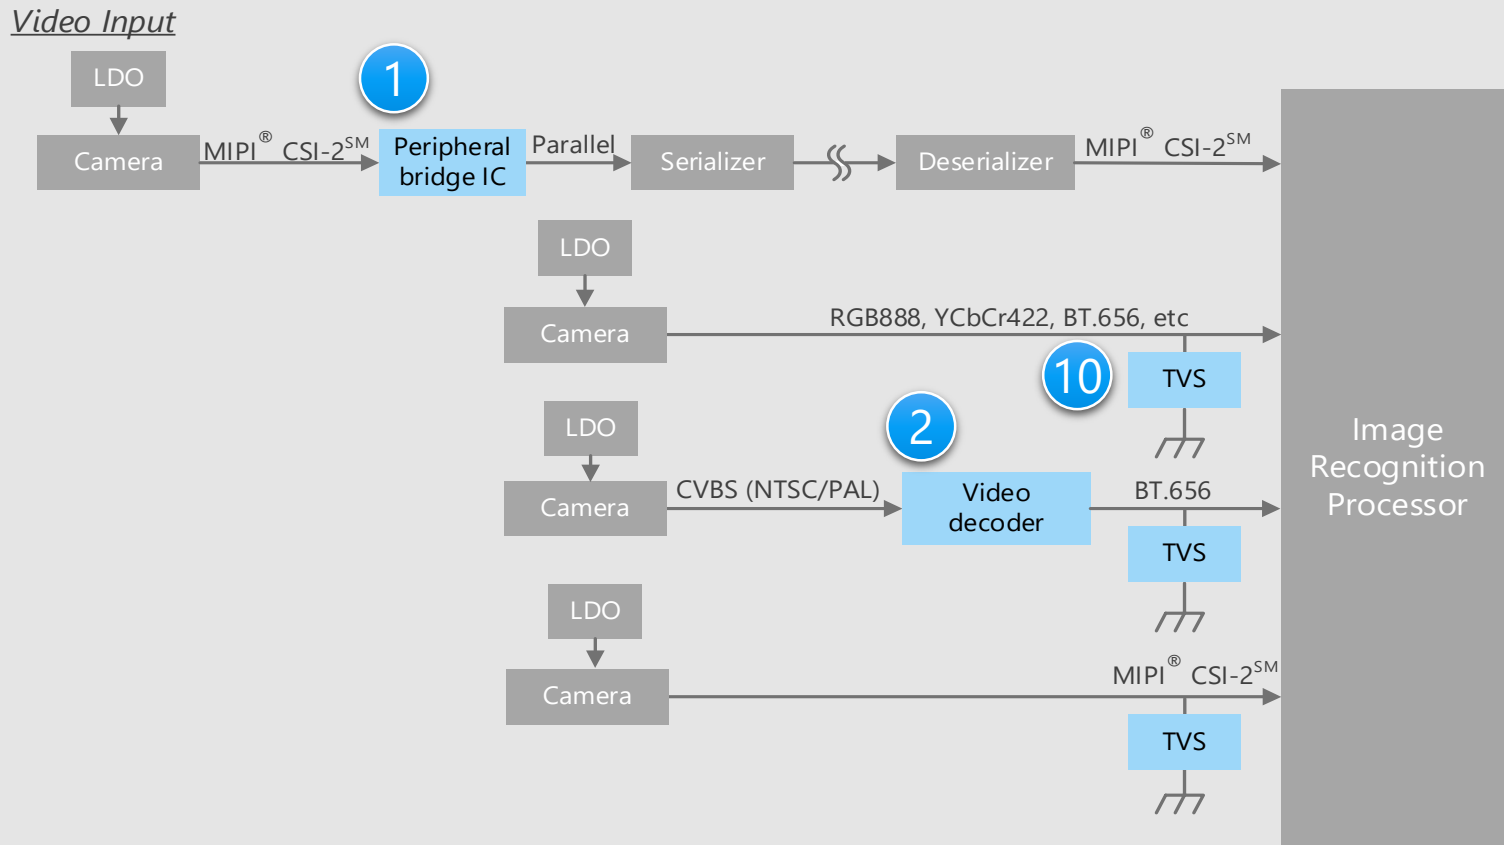 Video Input
LDO
1
Camera
MIPI® CSI-2SM
Peripheral
bridge IC
Parallel
Serializer
Deserializer
MIPI® CSI-2SM
LDO
Camera
RGB888, YCbCr422, BT.656, etc
10
TVS
LDO
2
Camera
CVBS (NTSC/PAL)
Video
decoder
BT.656
TVS
LDO
Camera
MIPI® CSI-2SM
TVS
Image
Recognition
Processor